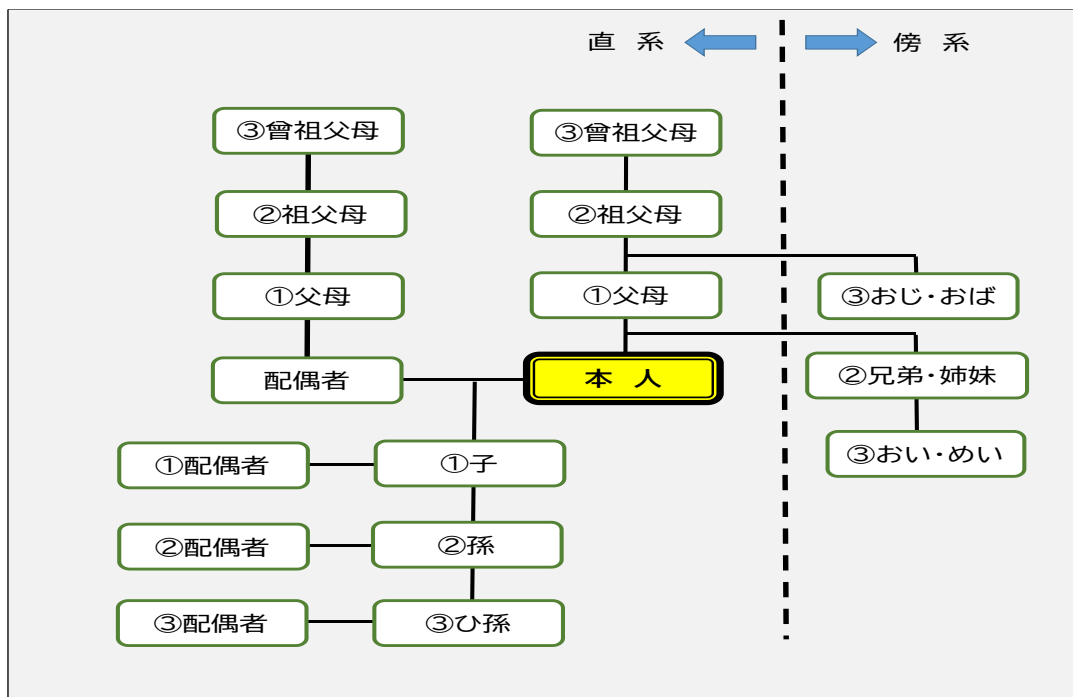 直 系
傍 系
③曾祖父母
③曾祖父母
②祖父母
②祖父母
①父母
①父母
③おじ・おば
配偶者
本 人
②兄弟・姉妹
①配偶者
①子
③おい・めい
②配偶者
②孫
③配偶者
③ひ孫